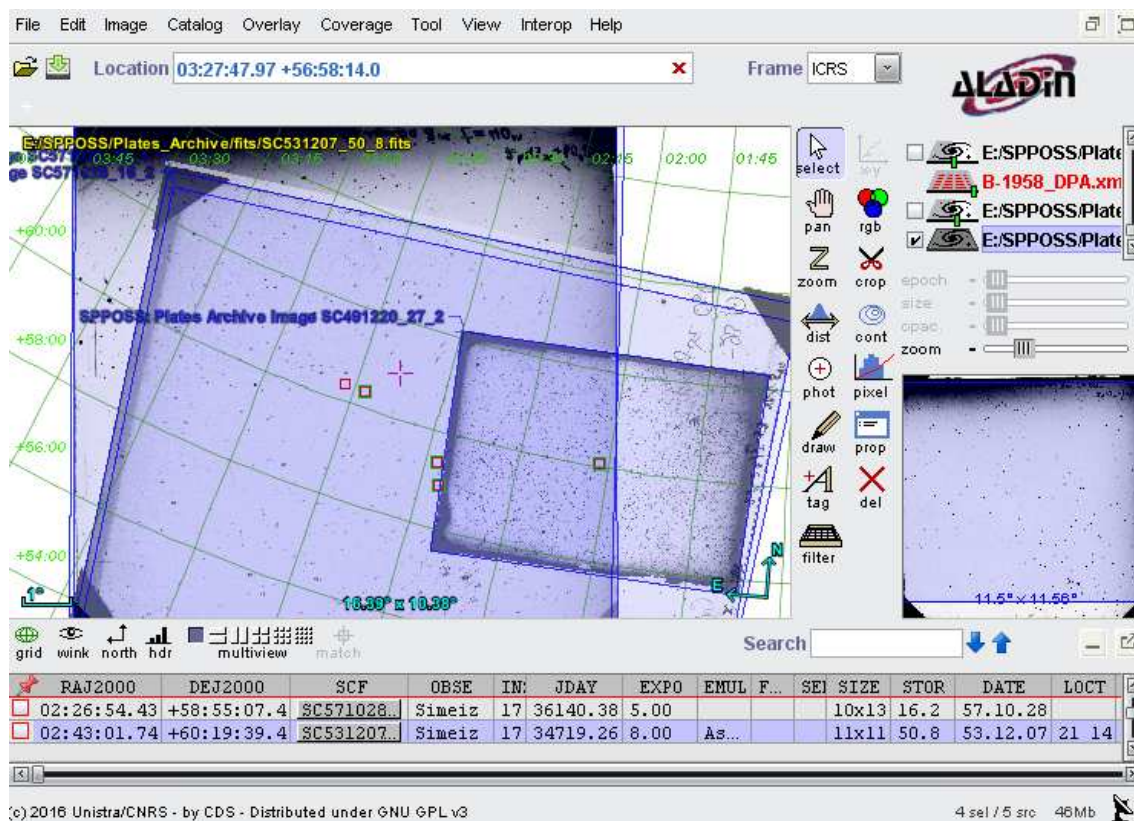 File Edit Image Catalog Overlay Coverage Tool View Interop Help
Location 03:27:47.97 +56:58:14.0 Frame ICRS
ALADiN
E:/SPPOSS/Plates_Archive/fits/SC531207_50_8.fits
03:45 03:30 03:15 02:00 01:45
+60:00
+58:00
SPPOSS: Plates Archive Image SC491220_27_2
+56:00
+54:00
1°
16.39° x 10.38°
N
E
select
pan rgb
zoom crop
dist cont
phot pixel
draw prop
tag del
filter
E:/SPPOSS/Plate
B-1958_DPA.xm
E:/SPPOSS/Plate
E:/SPPOSS/Plate
epoch
size
opac
zoom
11.5° x 11.56°
grid wink north hdr multiview match Search
RAJ2000 DEJ2000 SCF OBSE IN: JDAY EXPO EMUL F... SEI SIZE STOR DATE LOCT
02:26:54.43 +58:55:07.4 SC571028.. Simeiz 17 36140.38 5.00 10x13 16.2 57.10.28
02:43:01.74 +60:19:39.4 SC531207.. Simeiz 17 34719.26 8.00 As... 11x11 50.8 53.12.07 21 14
(c) 2016 Unistra/CNRS - by CDS - Distributed under GNU GPL v3 4 sel / 5 src 46Mb